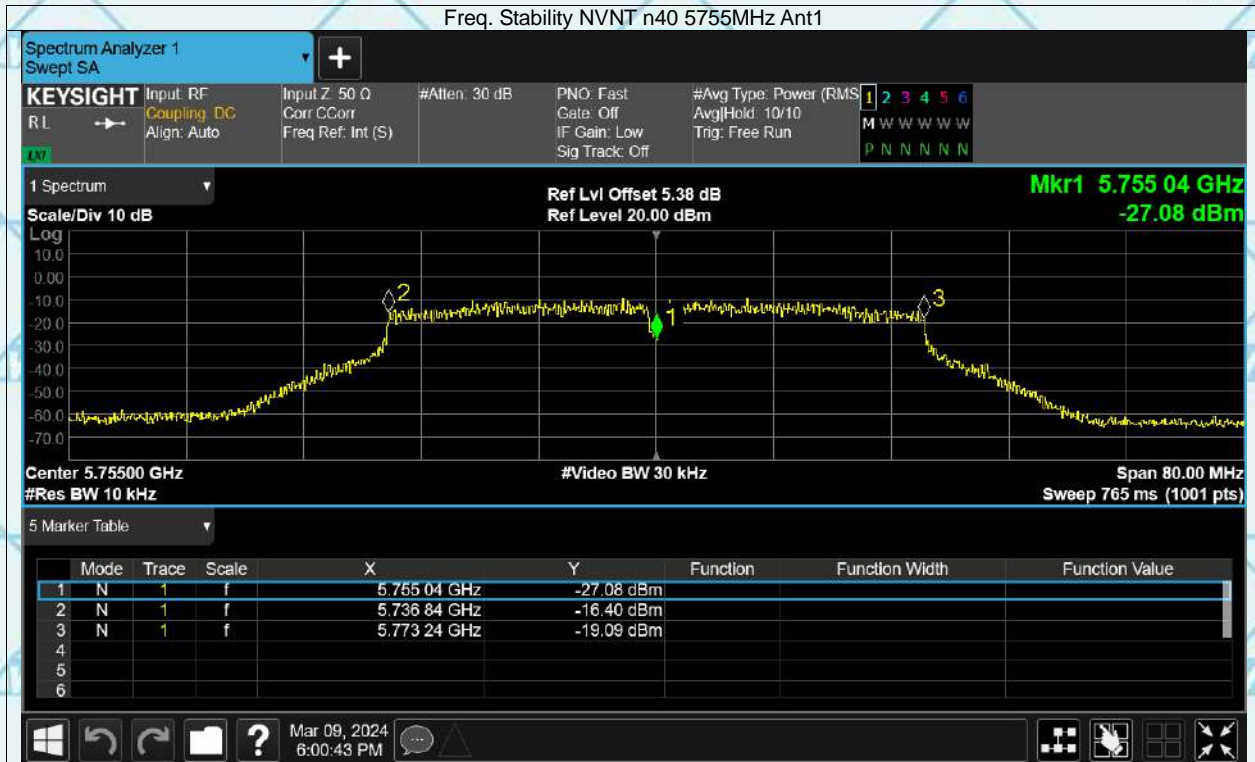 Freq. Stability NVNT n40 5755MHz Ant1
Spectrum Analyzer 1
Swept SA
KEYSIGHT
RL
LXI
Input: RF
Coupling: DC
Align: Auto
Input Z: 50 Ω
Corr CCorr
Freq Ref: Int (S)
#Atten: 30 dB
PNO: Fast
Gate: Off
IF Gain: Low
Sig Track: Off
#Avg Type: Power (RMS
Avg|Hold: 10/10
Trig: Free Run
1 2 3 4 5 6
M W W W W W
P N N N N N
1 Spectrum
Scale/Div 10 dB
Ref Lvl Offset 5.38 dB
Ref Level 20.00 dBm
Mkr1 5.755 04 GHz
-27.08 dBm
Log
10.0
0.00
-10.0
-20.0
-30.0
-40.0
-50.0
-60.0
-70.0
2
1
3
Center 5.75500 GHz
#Res BW 10 kHz
#Video BW 30 kHz
Span 80.00 MHz
Sweep 765 ms (1001 pts)
5 Marker Table
Mode Trace Scale X Y Function Function Width Function Value
1 N 1 f 5.755 04 GHz -27.08 dBm
2 N 1 f 5.736 84 GHz -16.40 dBm
3 N 1 f 5.773 24 GHz -19.09 dBm
4
5
6
?
Mar 09, 2024
6:00:43 PM